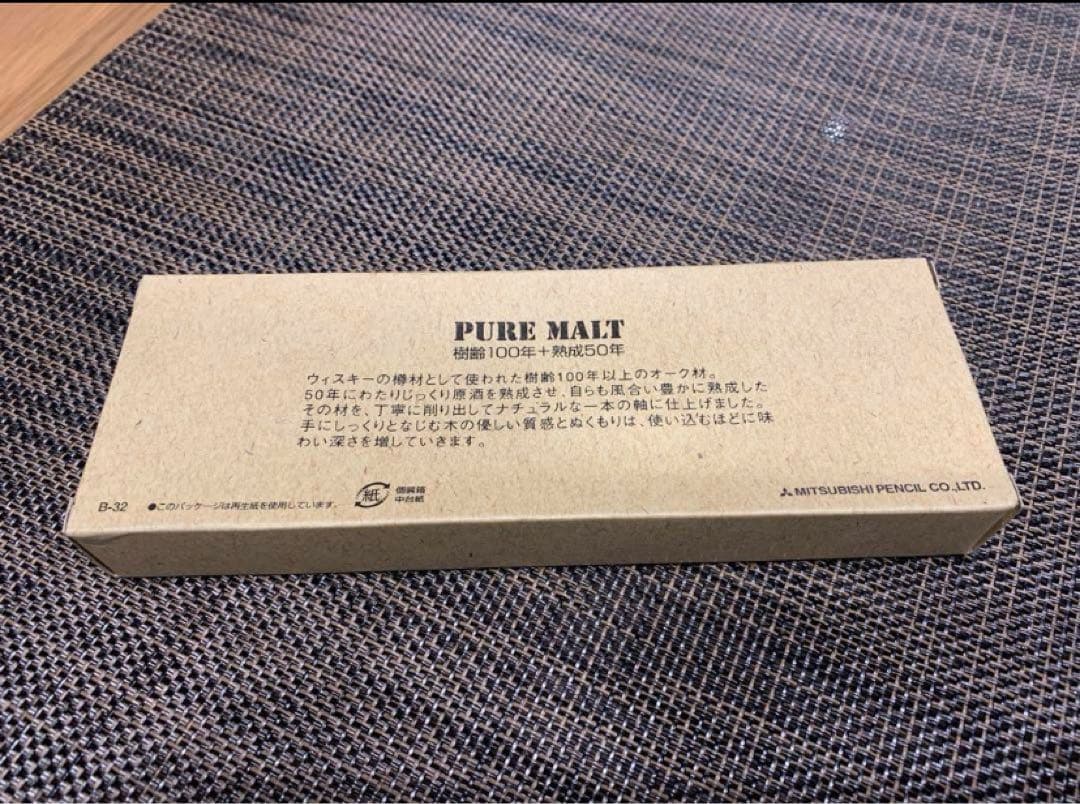 PURE MALT
樹齢100年+熟成50年
ウィスキーの樽材として使われた樹齢100年以上のオーク材。
50年にわたりじっくり原酒を熟成させ、自らも風合い豊かに熟成した
その材を、丁寧に削り出してナチュラルな一本の軸に仕上げました。
手にしっくりとなじむ木の優しい質感とぬくもりは、使い込むほどに味
わい深さを増していきます。
B-32 ●このパッケージは再生紙を使用しています。
紙
個装箱
中台紙
MITSUBISHI PENCIL CO.,LTD.